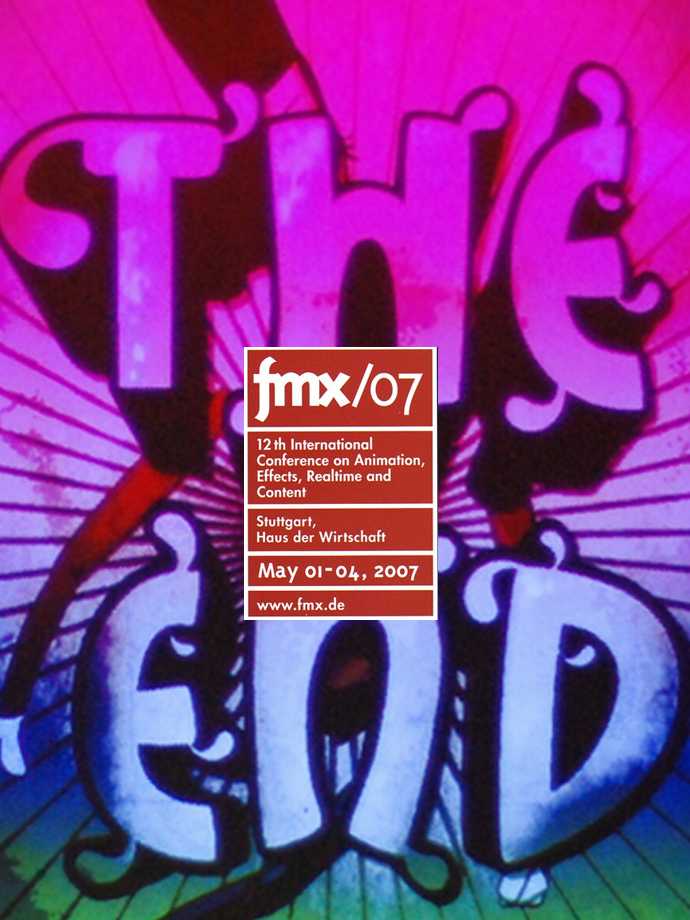 THE
fmx/07
12th International
Conference on Animation,
Effects, Realtime and
Content
Stuttgart,
Haus der Wirtschaft
May 01-04, 2007
www.fmx.de
END